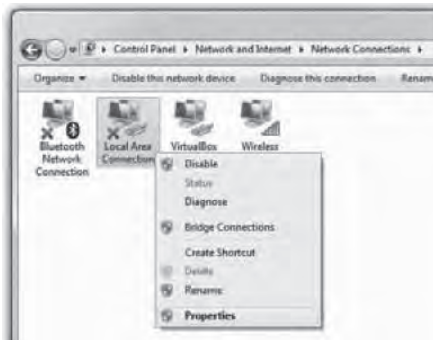 Control Panel ▸ Network and Internet ▸ Network Connections ▸
Organize ▾ Disable this network device Diagnose this connection Renam
Bluetooth Network Connection
Local Area Connection
VirtualBox
Wireless
Disable
Status
Diagnose
Bridge Connections
Create Shortcut
Delete
Rename
Properties